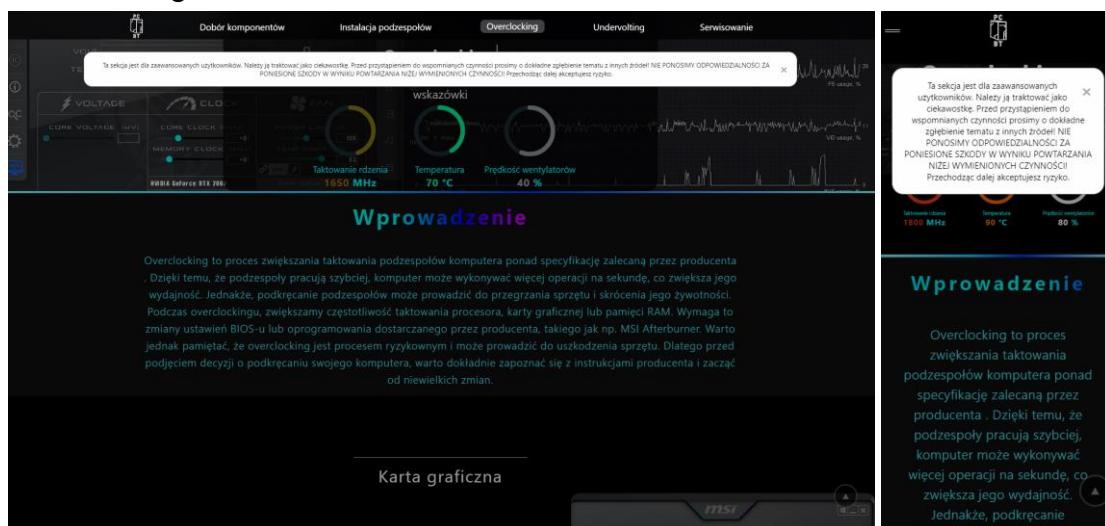 PC
BT
Dobór komponentów
Instalacja podzespołów
Overclocking
Undervolting
Serwisowanie
Ta sekcja jest dla zaawansowanych użytkowników. Należy ją traktować jako ciekawostkę. Przed przystąpieniem do wspomnianych czynności prosimy o dokładne zgłębienie tematu z innych źródeł! NIE PONOSIMY ODPOWIEDZIALNOŚCI ZA
PONIESIONE SZKODY W WYNIKU POWTARZANIA NIŻEJ WYMIENIONYCH CZYNNOŚCI! Przechodząc dalej akceptujesz ryzyko.
×
wskazówki
VOLTAGE
CLOCK
FAN
CORE VOLTAGE (MV)
CORE CLOCK
MEMORY CLOCK
FB usage, %
VID usage, %
Taktowanie rdzenia
1650 MHz
Temperatura
70 °C
Prędkość wentylatorów
40 %
Wprowadzenie
Overclocking to proces zwiększania taktowania podzespołów komputera ponad specyfikację zalecaną przez producenta
. Dzięki temu, że podzespoły pracują szybciej, komputer może wykonywać więcej operacji na sekundę, co zwiększa jego
wydajność. Jednakże, podkręcanie podzespołów może prowadzić do przegrzania sprzętu i skrócenia jego żywotności.
Podczas overclockingu, zwiększamy częstotliwość taktowania procesora, karty graficznej lub pamięci RAM. Wymaga to
zmiany ustawień BIOS-u lub oprogramowania dostarczanego przez producenta, takiego jak np. MSI Afterburner. Warto
jednak pamiętać, że overclocking jest procesem ryzykownym i może prowadzić do uszkodzenia sprzętu. Dlatego przed
podjęciem decyzji o podkręcaniu swojego komputera, warto dokładnie zapoznać się z instrukcjami producenta i zacząć
od niewielkich zmian.
Karta graficzna
msi
PC
BT
Ta sekcja jest dla zaawansowanych
użytkowników. Należy ją traktować jako
ciekawostkę. Przed przystąpieniem do
wspomnianych czynności prosimy o dokładne
zgłębienie tematu z innych źródeł! NIE
PONOSIMY ODPOWIEDZIALNOŚCI ZA
PONIESIONE SZKODY W WYNIKU POWTARZANIA
NIŻEJ WYMIENIONYCH CZYNNOŚCI!
Przechodząc dalej akceptujesz ryzyko.
×
Taktowanie rdzenia
1800 MHz
Temperatura
90 °C
Prędkość wentylatorów
80 %
Wprowadzenie
Overclocking to proces
zwiększania taktowania
podzespołów komputera ponad
specyfikację zalecaną przez
producenta . Dzięki temu, że
podzespoły pracują szybciej,
komputer może wykonywać
więcej operacji na sekundę, co
zwiększa jego wydajność.
Jednakże, podkręcanie